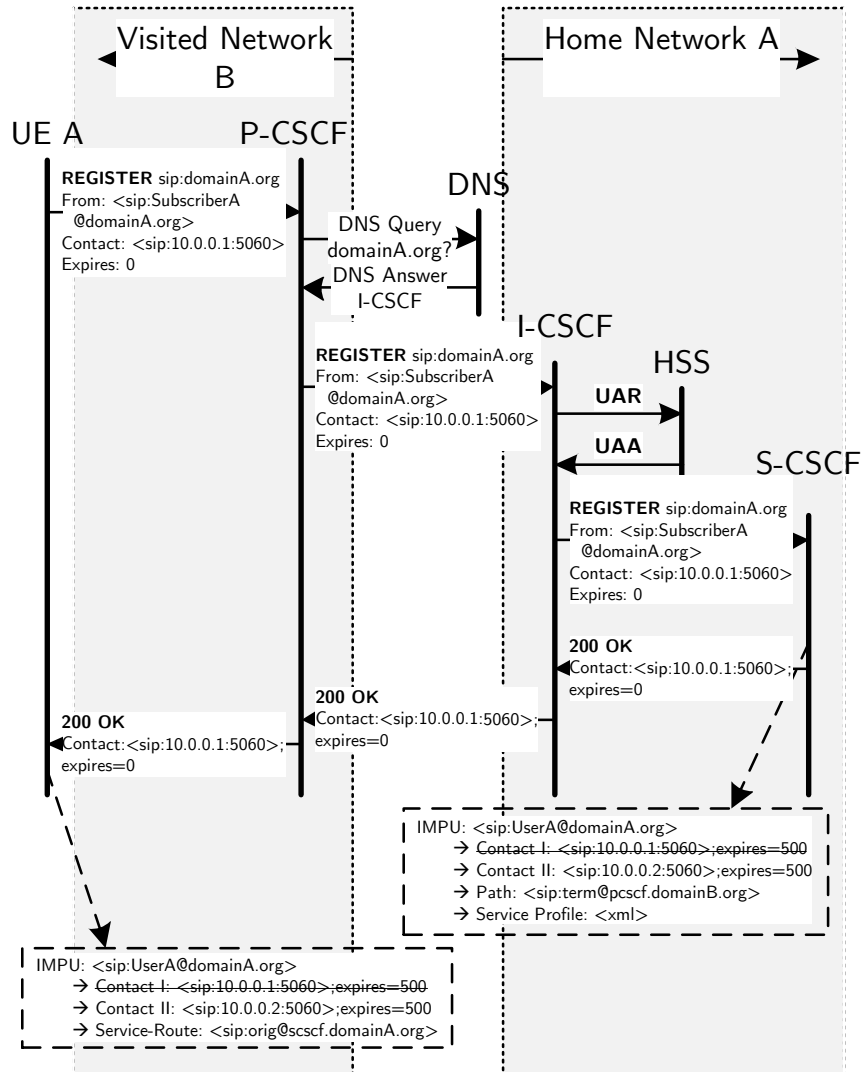 Visited Network
B
Home Network A
UE A
P-CSCF
REGISTER sip:domainA.org
From: <sip:SubscriberA
@domainA.org>
Contact: <sip:10.0.0.1:5060>
Expires: 0
DNS
DNS Query
domainA.org?
DNS Answer
I-CSCF
I-CSCF
REGISTER sip:domainA.org
From: <sip:SubscriberA
@domainA.org>
Contact: <sip:10.0.0.1:5060>
Expires: 0
HSS
UAR
UAA
S-CSCF
REGISTER sip:domainA.org
From: <sip:SubscriberA
@domainA.org>
Contact: <sip:10.0.0.1:5060>
Expires: 0
200 OK
Contact:<sip:10.0.0.1:5060>;
expires=0
200 OK
Contact:<sip:10.0.0.1:5060>;
expires=0
200 OK
Contact:<sip:10.0.0.1:5060>;
expires=0
IMPU: <sip:UserA@domainA.org>
→ Contact I: <sip:10.0.0.1:5060>;expires=500
→ Contact II: <sip:10.0.0.2:5060>;expires=500
→ Path: <sip:term@pcscf.domainB.org>
→ Service Profile: <xml>
IMPU: <sip:UserA@domainA.org>
→ Contact I: <sip:10.0.0.1:5060>;expires=500
→ Contact II: <sip:10.0.0.2:5060>;expires=500
→ Service-Route: <sip:orig@scscf.domainA.org>